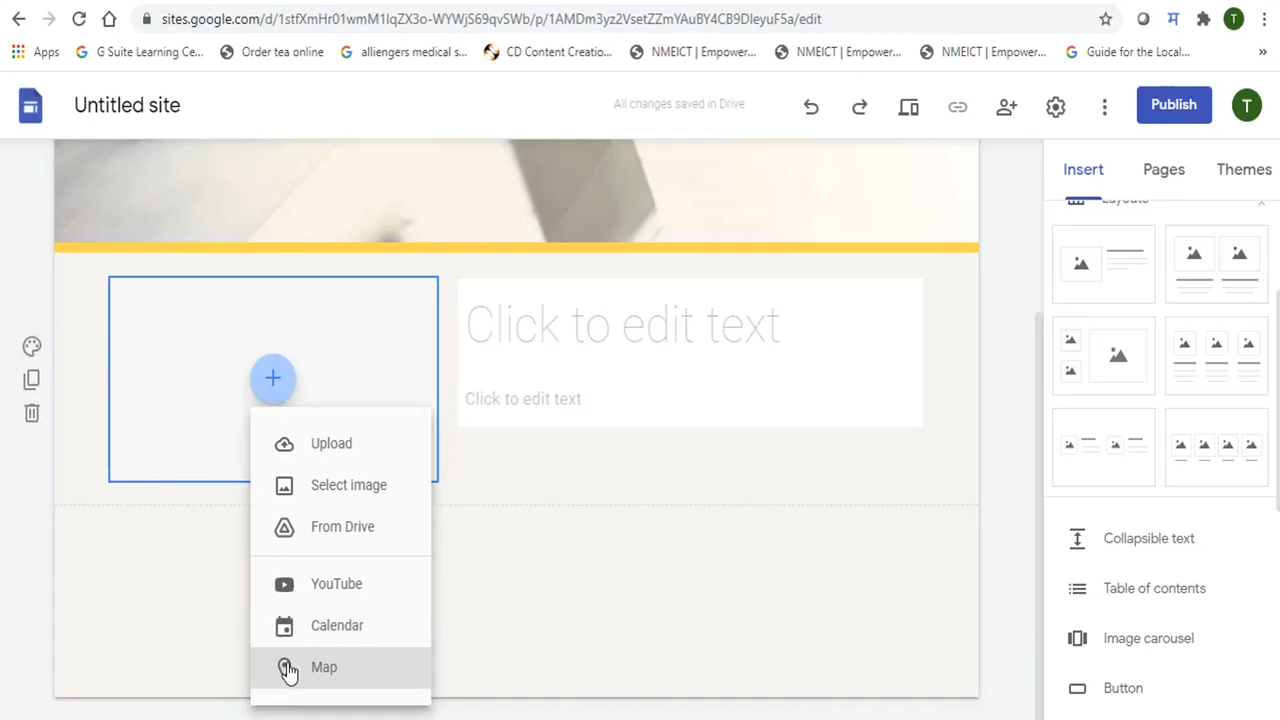 sites.google.com/d/1stfXmHr01wmM1lqZX3o-WYWjS69qvSWb/p/1AMDm3yz2VsetZZmYAuBY4CB9DleyuF5a/edit
T
Apps
G Suite Learning Ce...
Order tea online
alliengers medical s...
CD Content Creatio...
NMEICT | Empower...
NMEICT | Empower...
NMEICT | Empower...
Guide for the Local...
»
Untitled site
All changes saved in Drive
Publish
T
Insert
Pages
Themes
Layouts
Click to edit text
Click to edit text
Upload
Select image
From Drive
YouTube
Calendar
Map
Collapsible text
Table of contents
Image carousel
Button